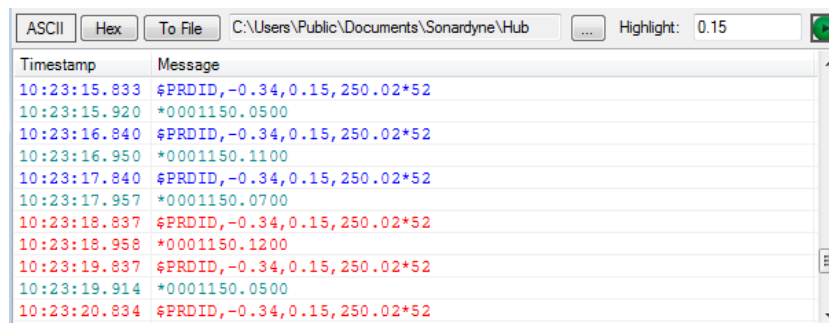 ASCII Hex To File C:\Users\Public\Documents\Sonardyne\Hub ... Highlight: 0.15
Timestamp Message
10:23:15.833 $PRDID,-0.34,0.15,250.02*52
10:23:15.920 *0001150.0500
10:23:16.840 $PRDID,-0.34,0.15,250.02*52
10:23:16.950 *0001150.1100
10:23:17.840 $PRDID,-0.34,0.15,250.02*52
10:23:17.957 *0001150.0700
10:23:18.837 $PRDID,-0.34,0.15,250.02*52
10:23:18.958 *0001150.1200
10:23:19.837 $PRDID,-0.34,0.15,250.02*52
10:23:19.914 *0001150.0500
10:23:20.834 $PRDID,-0.34,0.15,250.02*52